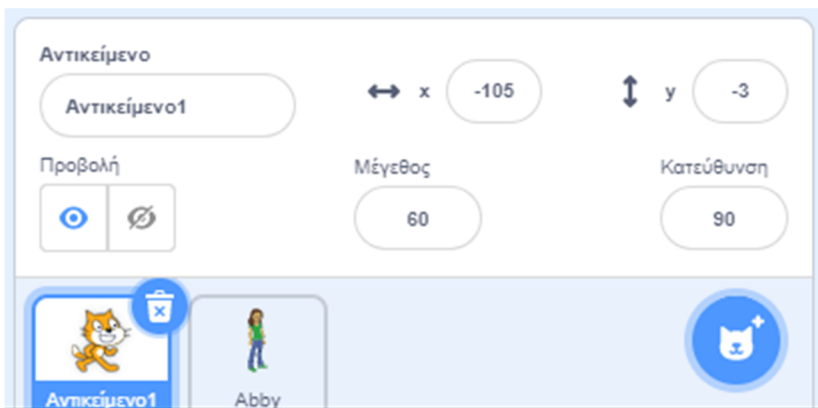 Αντικείμενο
Αντικείμενο1
x -105
y -3
Προβολή
Μέγεθος
Κατεύθυνση
60
90
Αντικείμενο1
Abby